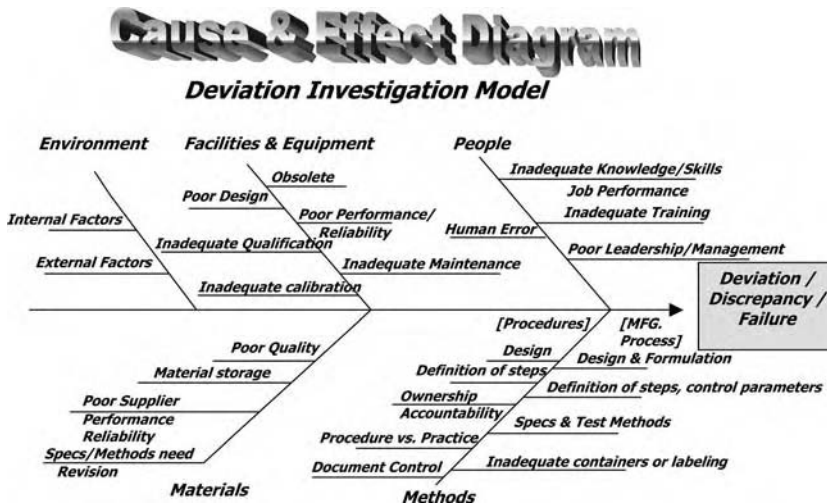 Cause & Effect Diagram
Deviation Investigation Model
Environment
Facilities & Equipment
People
Obsolete
Poor Design
Poor Performance/
Reliability
Inadequate Qualification
Inadequate Maintenance
Inadequate calibration
Internal Factors
External Factors
Inadequate Knowledge/Skills
Job Performance
Inadequate Training
Human Error
Poor Leadership/Management
Deviation /
Discrepancy /
Failure
Poor Quality
Material storage
Poor Supplier
Performance
Reliability
Specs/Methods need
Revision
Materials
[Procedures]
Design
Definition of steps
Ownership
Accountability
Procedure vs. Practice
Document Control
[MFG.
Process]
Design & Formulation
Definition of steps, control parameters
Specs & Test Methods
Inadequate containers or labeling
Methods